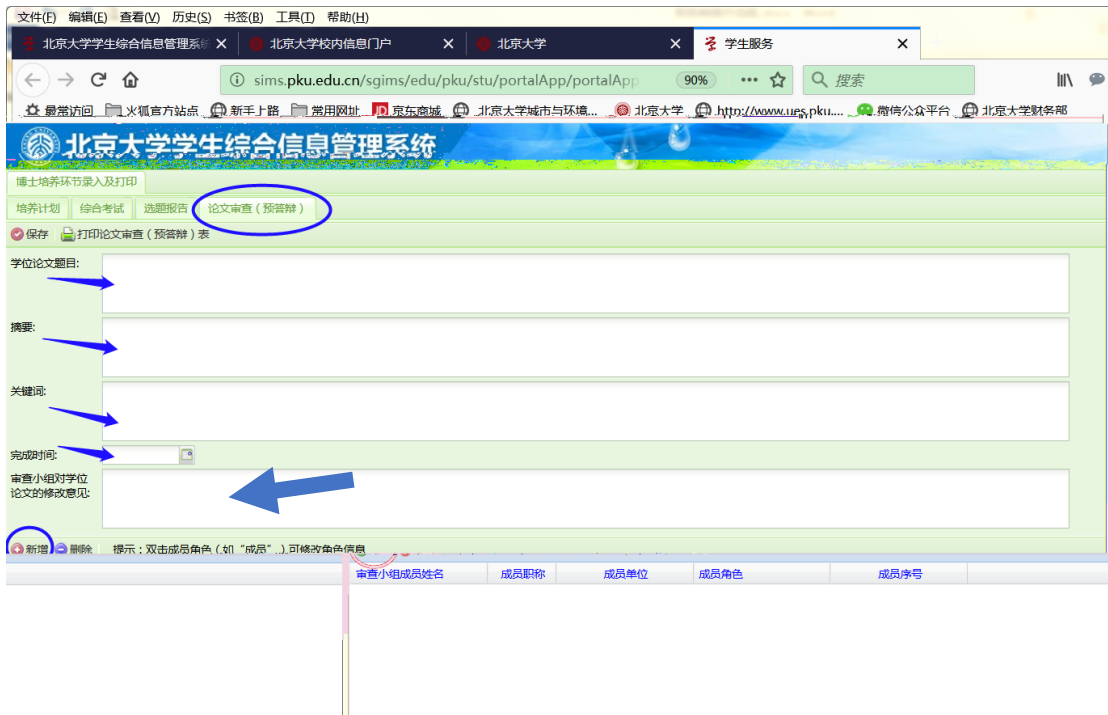 文件(F) 编辑(E) 查看(V) 历史(S) 书签(B) 工具(T) 帮助(H)
北京大学学生综合信息管理系统 北京大学校内信息门户 北京大学 学生服务
sims.pku.edu.cn/sgims/edu/pku/stu/portalApp/portalApp 90% 搜索
最常访问 火狐官方站点 新手上路 常用网址 JD 京东商城 北京大学城市与环境... 北京大学 http://www.ues.pku.... 微信公众平台 北京大学财务部
北京大学学生综合信息管理系统
博士培养环节录入及打印
培养计划 综合考试 选题报告 论文审查（预答辩）
保存 打印论文审查（预答辩）表
学位论文题目:
摘要:
关键词:
完成时间:
审查小组对学位
论文的修改意见:
新增 删除 提示：双击成员角色 (如“成员”..),可修改角色信息
审查小组成员姓名 成员职称 成员单位 成员角色 成员序号